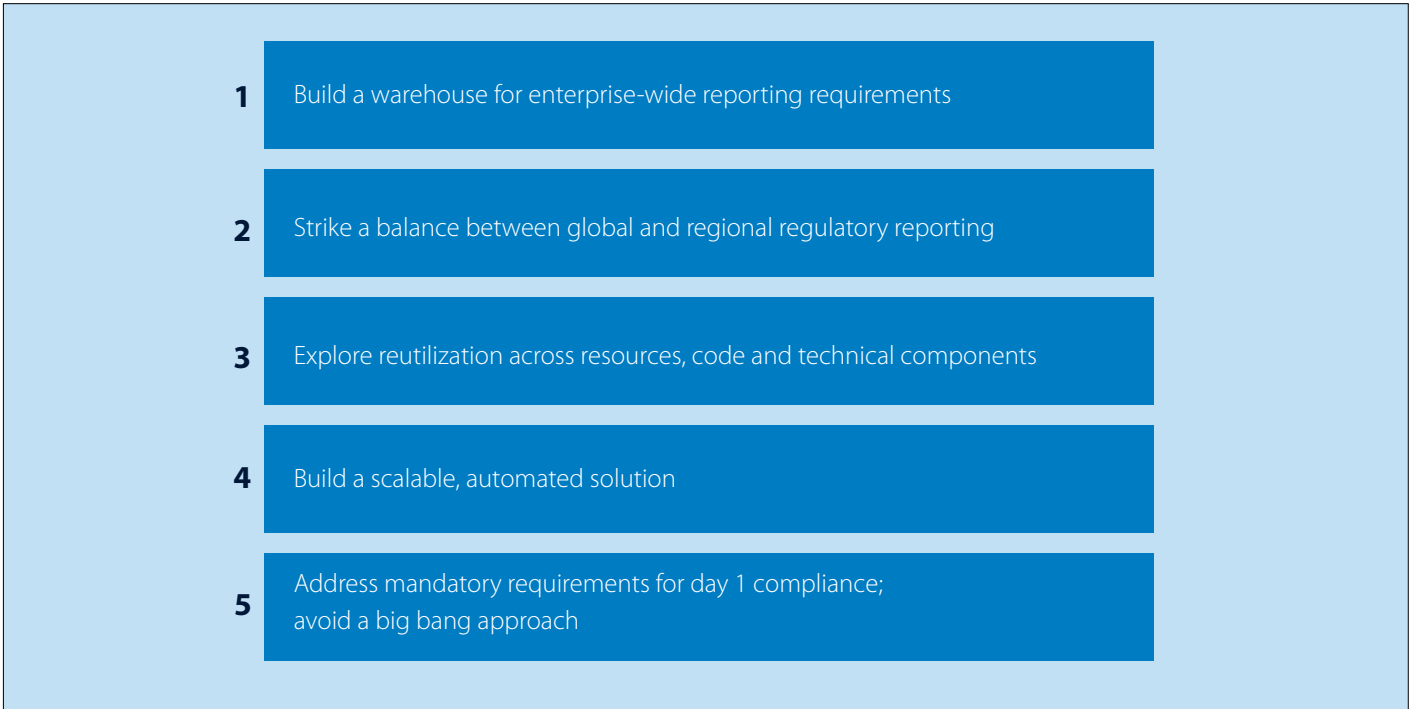 1 Build a warehouse for enterprise-wide reporting requirements
2 Strike a balance between global and regional regulatory reporting
3 Explore reutilization across resources, code and technical components
4 Build a scalable, automated solution
5 Address mandatory requirements for day 1 compliance;
avoid a big bang approach